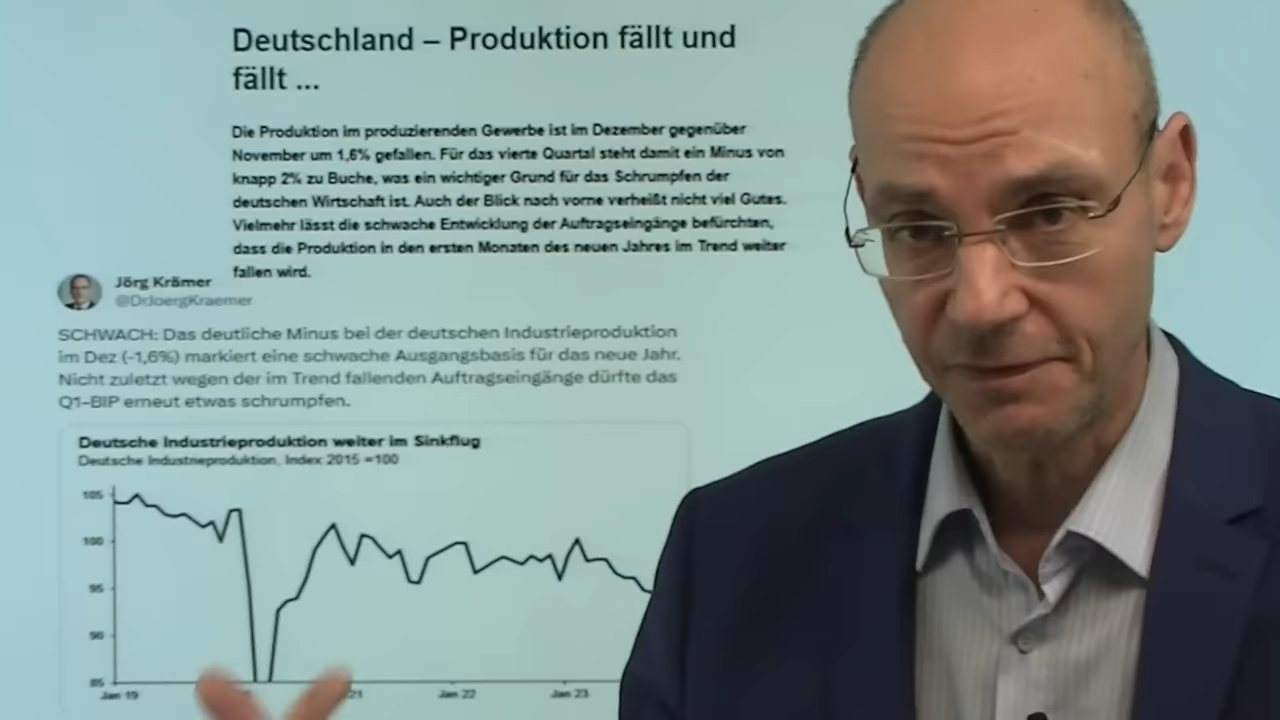 Deutschland – Produktion fällt und
fällt ...
Die Produktion im produzierenden Gewerbe ist im Dezember gegenüber
November um 1,6% gefallen. Für das vierte Quartal steht damit ein Minus von
knapp 2% zu Buche, was ein wichtiger Grund für das Schrumpfen der
deutschen Wirtschaft ist. Auch der Blick nach vorne verheißt nicht viel Gutes.
Vielmehr lässt die schwache Entwicklung der Auftragseingänge befürchten,
dass die Produktion in den ersten Monaten des neuen Jahres im Trend weiter
fallen wird.
Jörg Krämer
@DrJoergKraemer
SCHWACH: Das deutliche Minus bei der deutschen Industrieproduktion
im Dez (-1,6%) markiert eine schwache Ausgangsbasis für das neue Jahr.
Nicht zuletzt wegen der im Trend fallenden Auftragseingänge dürfte das
Q1-BIP erneut etwas schrumpfen.
Deutsche Industrieproduktion weiter im Sinkflug
Deutsche Industrieproduktion, Index 2015 =100
105
100
95
90
85
Jan 19
21
Jan 22
Jan 23